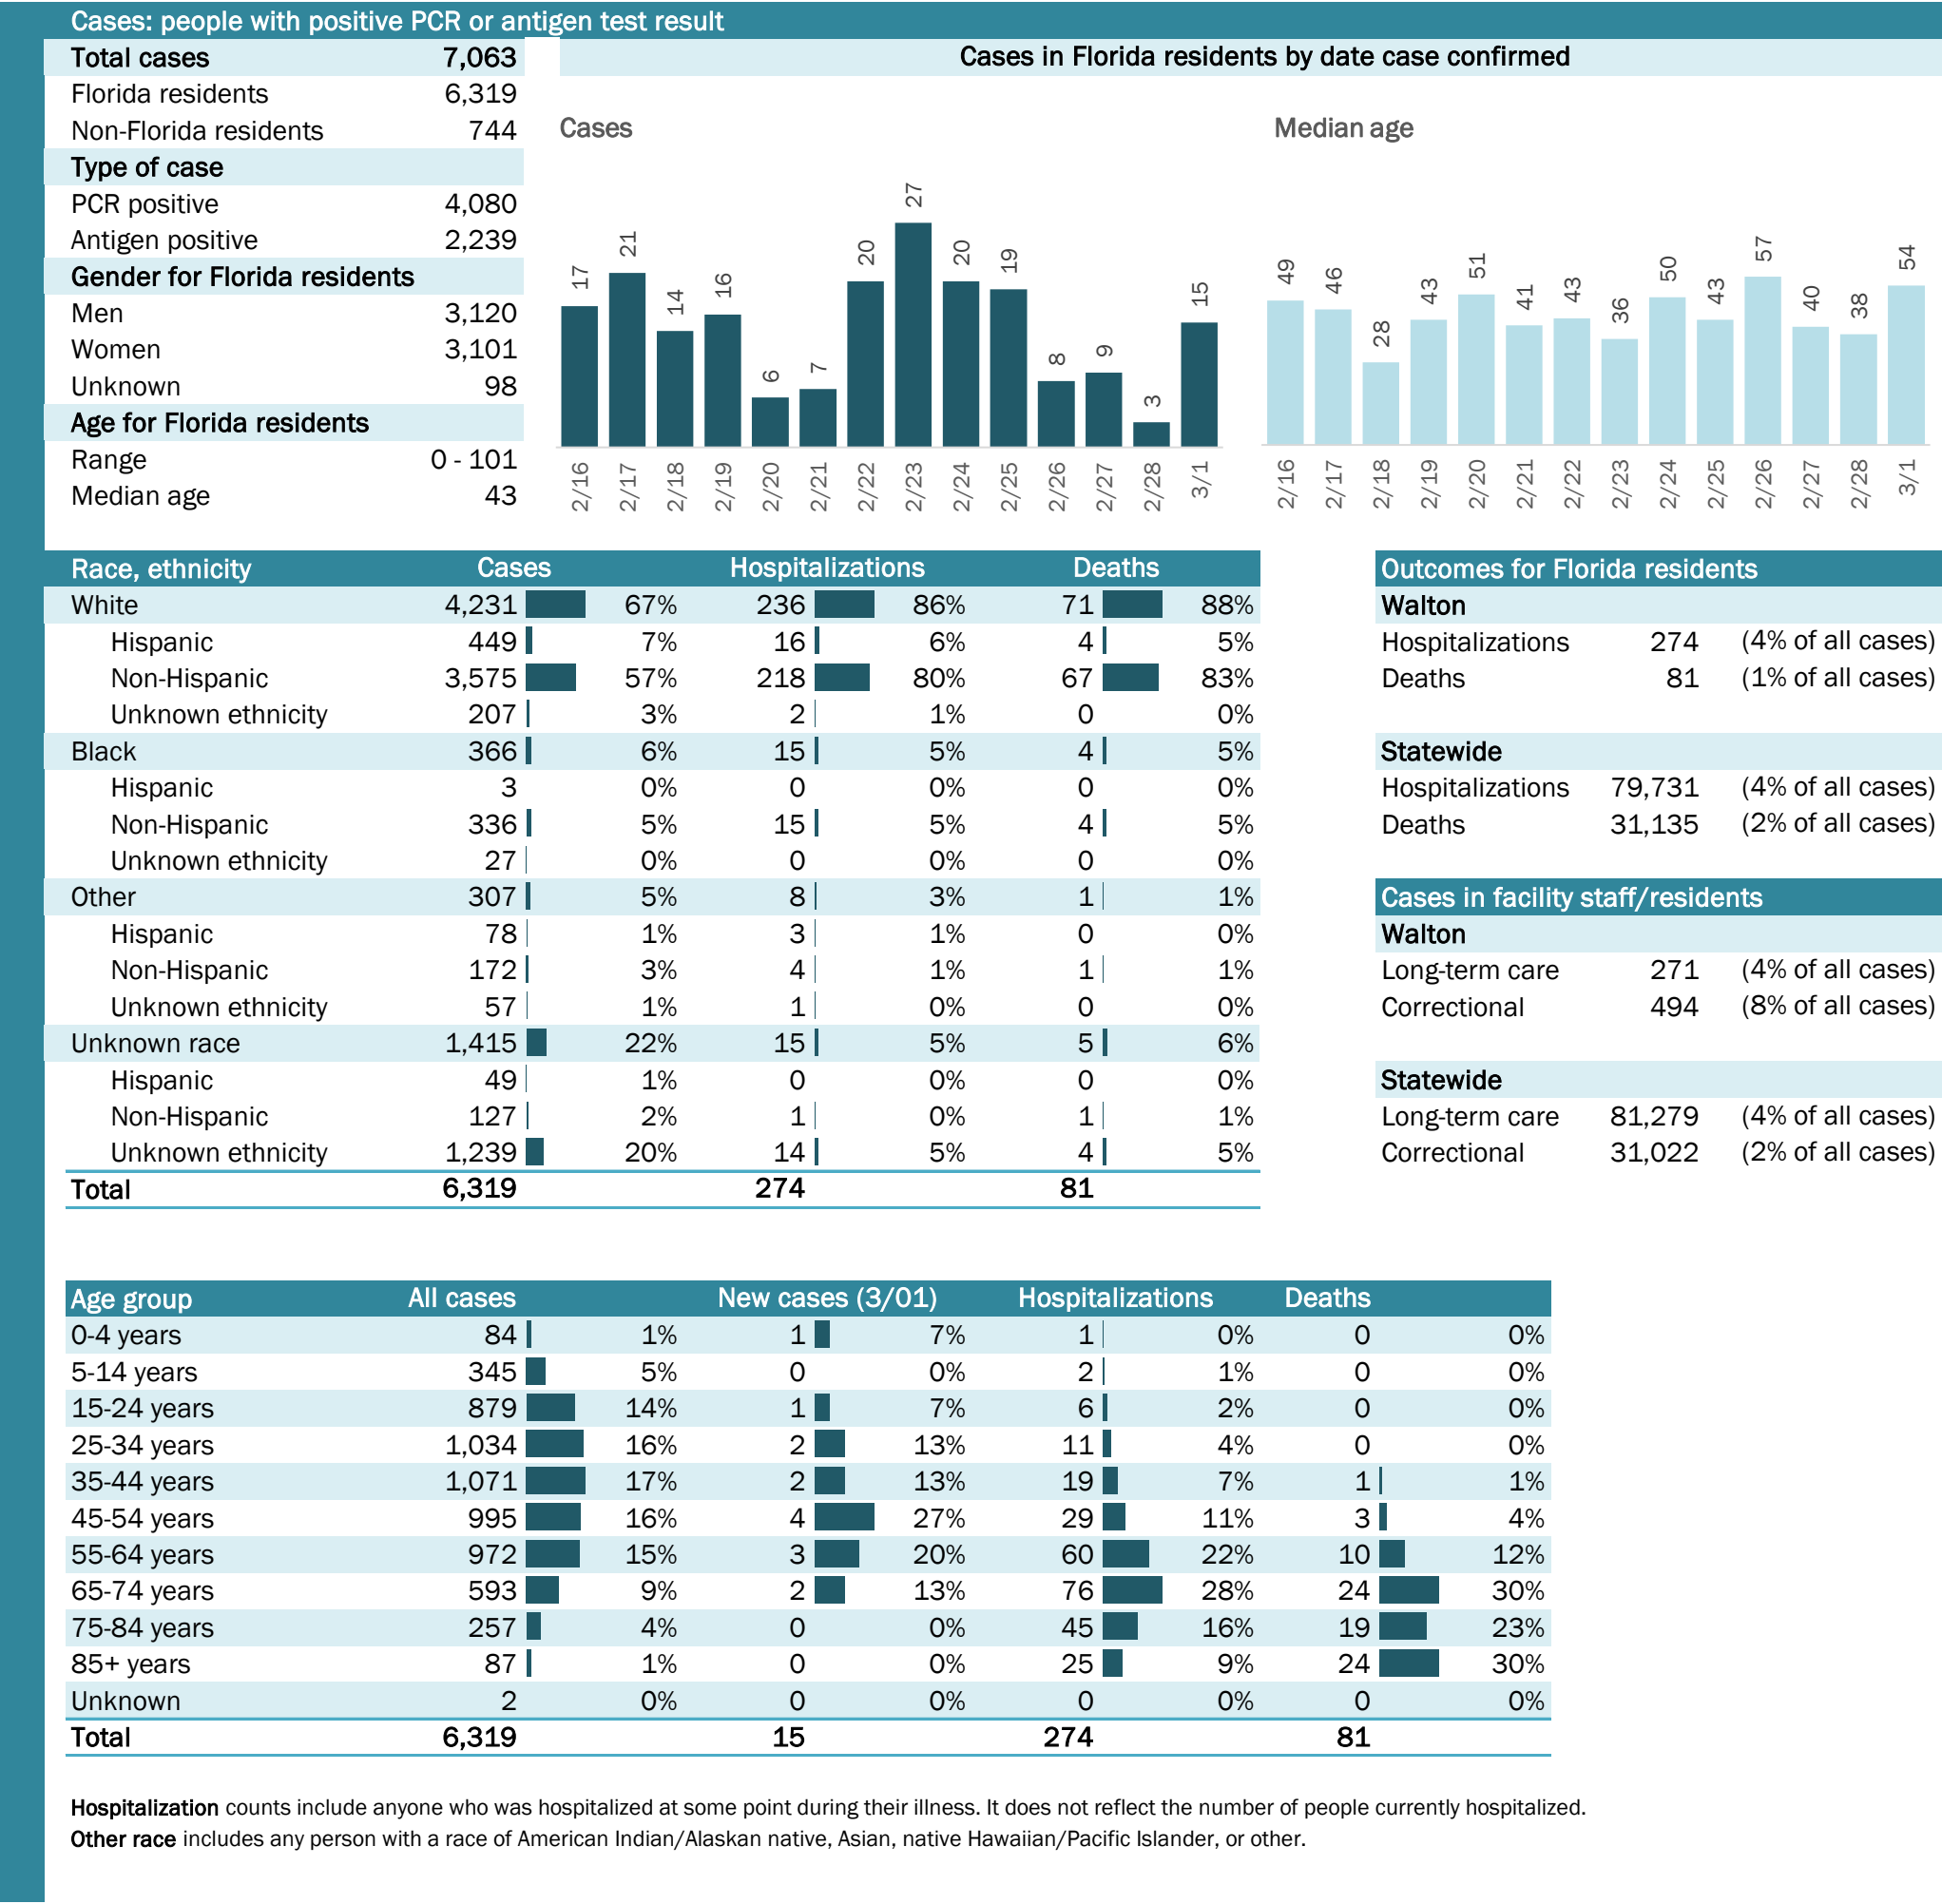 Cases: people with positive PCR or antigen test result
Total cases 7,063
Florida residents 6,319
Non-Florida residents 744
Type of case
PCR positive 4,080
Antigen positive 2,239
Gender for Florida residents
Men 3,120
Women 3,101
Unknown 98
Age for Florida residents
Range 0 - 101
Median age 43
Cases in Florida residents by date case confirmed
Cases
17 21 14 16 6 7 20 27 20 19 8 9 3 15
2/16 2/17 2/18 2/19 2/20 2/21 2/22 2/23 2/24 2/25 2/26 2/27 2/28 3/1
Median age
49 46 28 43 51 41 43 36 50 43 57 40 38 54
2/16 2/17 2/18 2/19 2/20 2/21 2/22 2/23 2/24 2/25 2/26 2/27 2/28 3/1
Race, ethnicity Cases Hospitalizations Deaths
White 4,231 67% 236 86% 71 88%
Hispanic 449 7% 16 6% 4 5%
Non-Hispanic 3,575 57% 218 80% 67 83%
Unknown ethnicity 207 3% 2 1% 0 0%
Black 366 6% 15 5% 4 5%
Hispanic 3 0% 0 0% 0 0%
Non-Hispanic 336 5% 15 5% 4 5%
Unknown ethnicity 27 0% 0 0% 0 0%
Other 307 5% 8 3% 1 1%
Hispanic 78 1% 3 1% 0 0%
Non-Hispanic 172 3% 4 1% 1 1%
Unknown ethnicity 57 1% 1 0% 0 0%
Unknown race 1,415 22% 15 5% 5 6%
Hispanic 49 1% 0 0% 0 0%
Non-Hispanic 127 2% 1 0% 1 1%
Unknown ethnicity 1,239 20% 14 5% 4 5%
Total 6,319 274 81
Outcomes for Florida residents
Walton
Hospitalizations 274 (4% of all cases)
Deaths 81 (1% of all cases)
Statewide
Hospitalizations 79,731 (4% of all cases)
Deaths 31,135 (2% of all cases)
Cases in facility staff/residents
Walton
Long-term care 271 (4% of all cases)
Correctional 494 (8% of all cases)
Statewide
Long-term care 81,279 (4% of all cases)
Correctional 31,022 (2% of all cases)
Age group All cases New cases (3/01) Hospitalizations Deaths
0-4 years 84 1% 1 7% 1 0% 0 0%
5-14 years 345 5% 0 0% 2 1% 0 0%
15-24 years 879 14% 1 7% 6 2% 0 0%
25-34 years 1,034 16% 2 13% 11 4% 0 0%
35-44 years 1,071 17% 2 13% 19 7% 1 1%
45-54 years 995 16% 4 27% 29 11% 3 4%
55-64 years 972 15% 3 20% 60 22% 10 12%
65-74 years 593 9% 2 13% 76 28% 24 30%
75-84 years 257 4% 0 0% 45 16% 19 23%
85+ years 87 1% 0 0% 25 9% 24 30%
Unknown 2 0% 0 0% 0 0% 0 0%
Total 6,319 15 274 81
Hospitalization counts include anyone who was hospitalized at some point during their illness. It does not reflect the number of people currently hospitalized.
Other race includes any person with a race of American Indian/Alaskan native, Asian, native Hawaiian/Pacific Islander, or other.